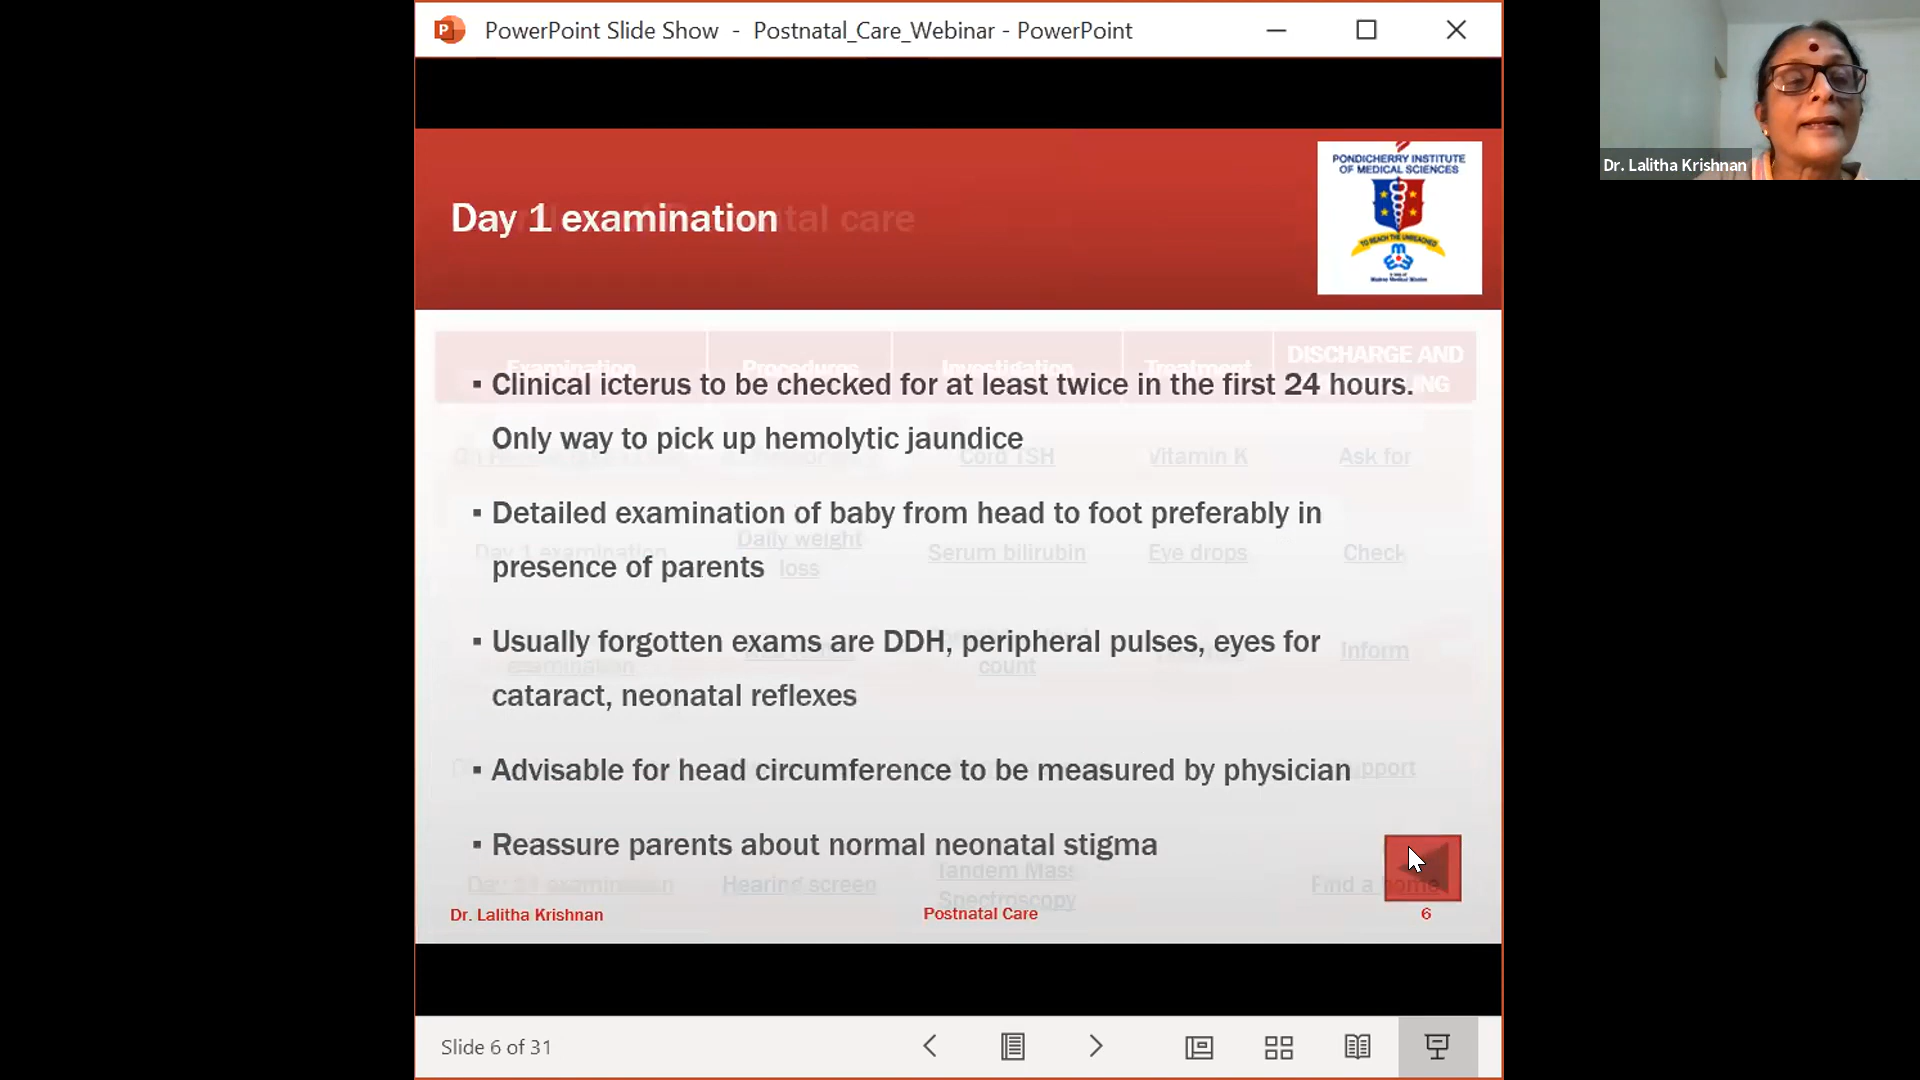 PowerPoint Slide Show - Postnatal_Care_Webinar - PowerPoint
Dr. Lalitha Krishnan
PONDICHERRY INSTITUTE
OF MEDICAL SCIENCES
TO REACH THE UNREACHED
Day 1 examination
tal care
Examination Procedures Investigation Treatment DISCHARGE AND
▪ Clinical icterus to be checked for at least twice in the first 24 hours.
Only way to pick up hemolytic jaundice
Cord TSH Vitamin K Ask for
▪ Detailed examination of baby from head to foot preferably in
Day 1 examination Daily weight Serum bilirubin Eye drops Check
presence of parents
loss
▪ Usually forgotten exams are DDH, peripheral pulses, eyes for
Inform
examination count
cataract, neonatal reflexes
▪ Advisable for head circumference to be measured by physician
▪ Reassure parents about normal neonatal stigma
Hearing screen Tandem Mass
Spectroscopy
Find a home
Dr. Lalitha Krishnan Postnatal Care 6
Slide 6 of 31